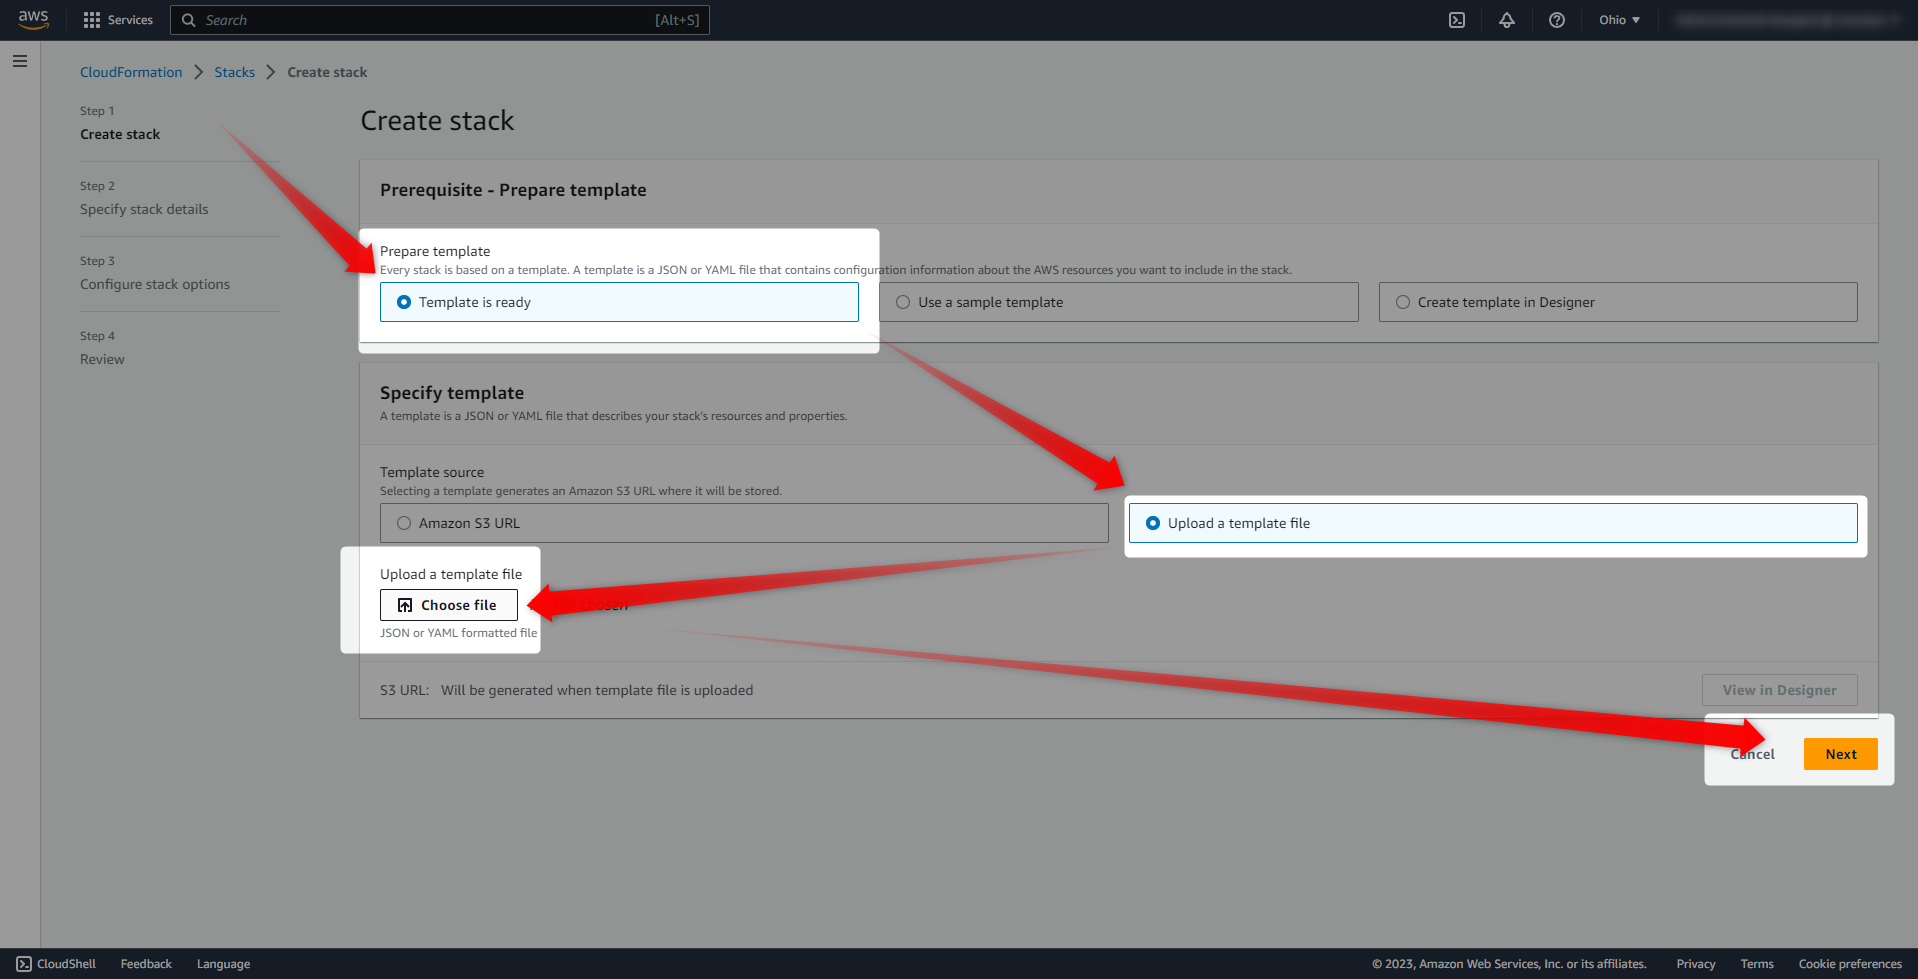 aws
Services
Search
[Alt+S]
Ohio
CloudFormation
Stacks
Create stack
Step 1
Create stack
Step 2
Specify stack details
Step 3
Configure stack options
Step 4
Review
Create stack
Prerequisite - Prepare template
Prepare template
Every stack is based on a template. A template is a JSON or YAML file that contains configuration information about the AWS resources you want to include in the stack.
Template is ready
Use a sample template
Create template in Designer
Specify template
A template is a JSON or YAML file that describes your stack's resources and properties.
Template source
Selecting a template generates an Amazon S3 URL where it will be stored.
Amazon S3 URL
Upload a template file
Upload a template file
Choose file
chosen
JSON or YAML formatted file
S3 URL: Will be generated when template file is uploaded
View in Designer
Cancel
Next
CloudShell
Feedback
Language
© 2023, Amazon Web Services, Inc. or its affiliates.
Privacy
Terms
Cookie preferences